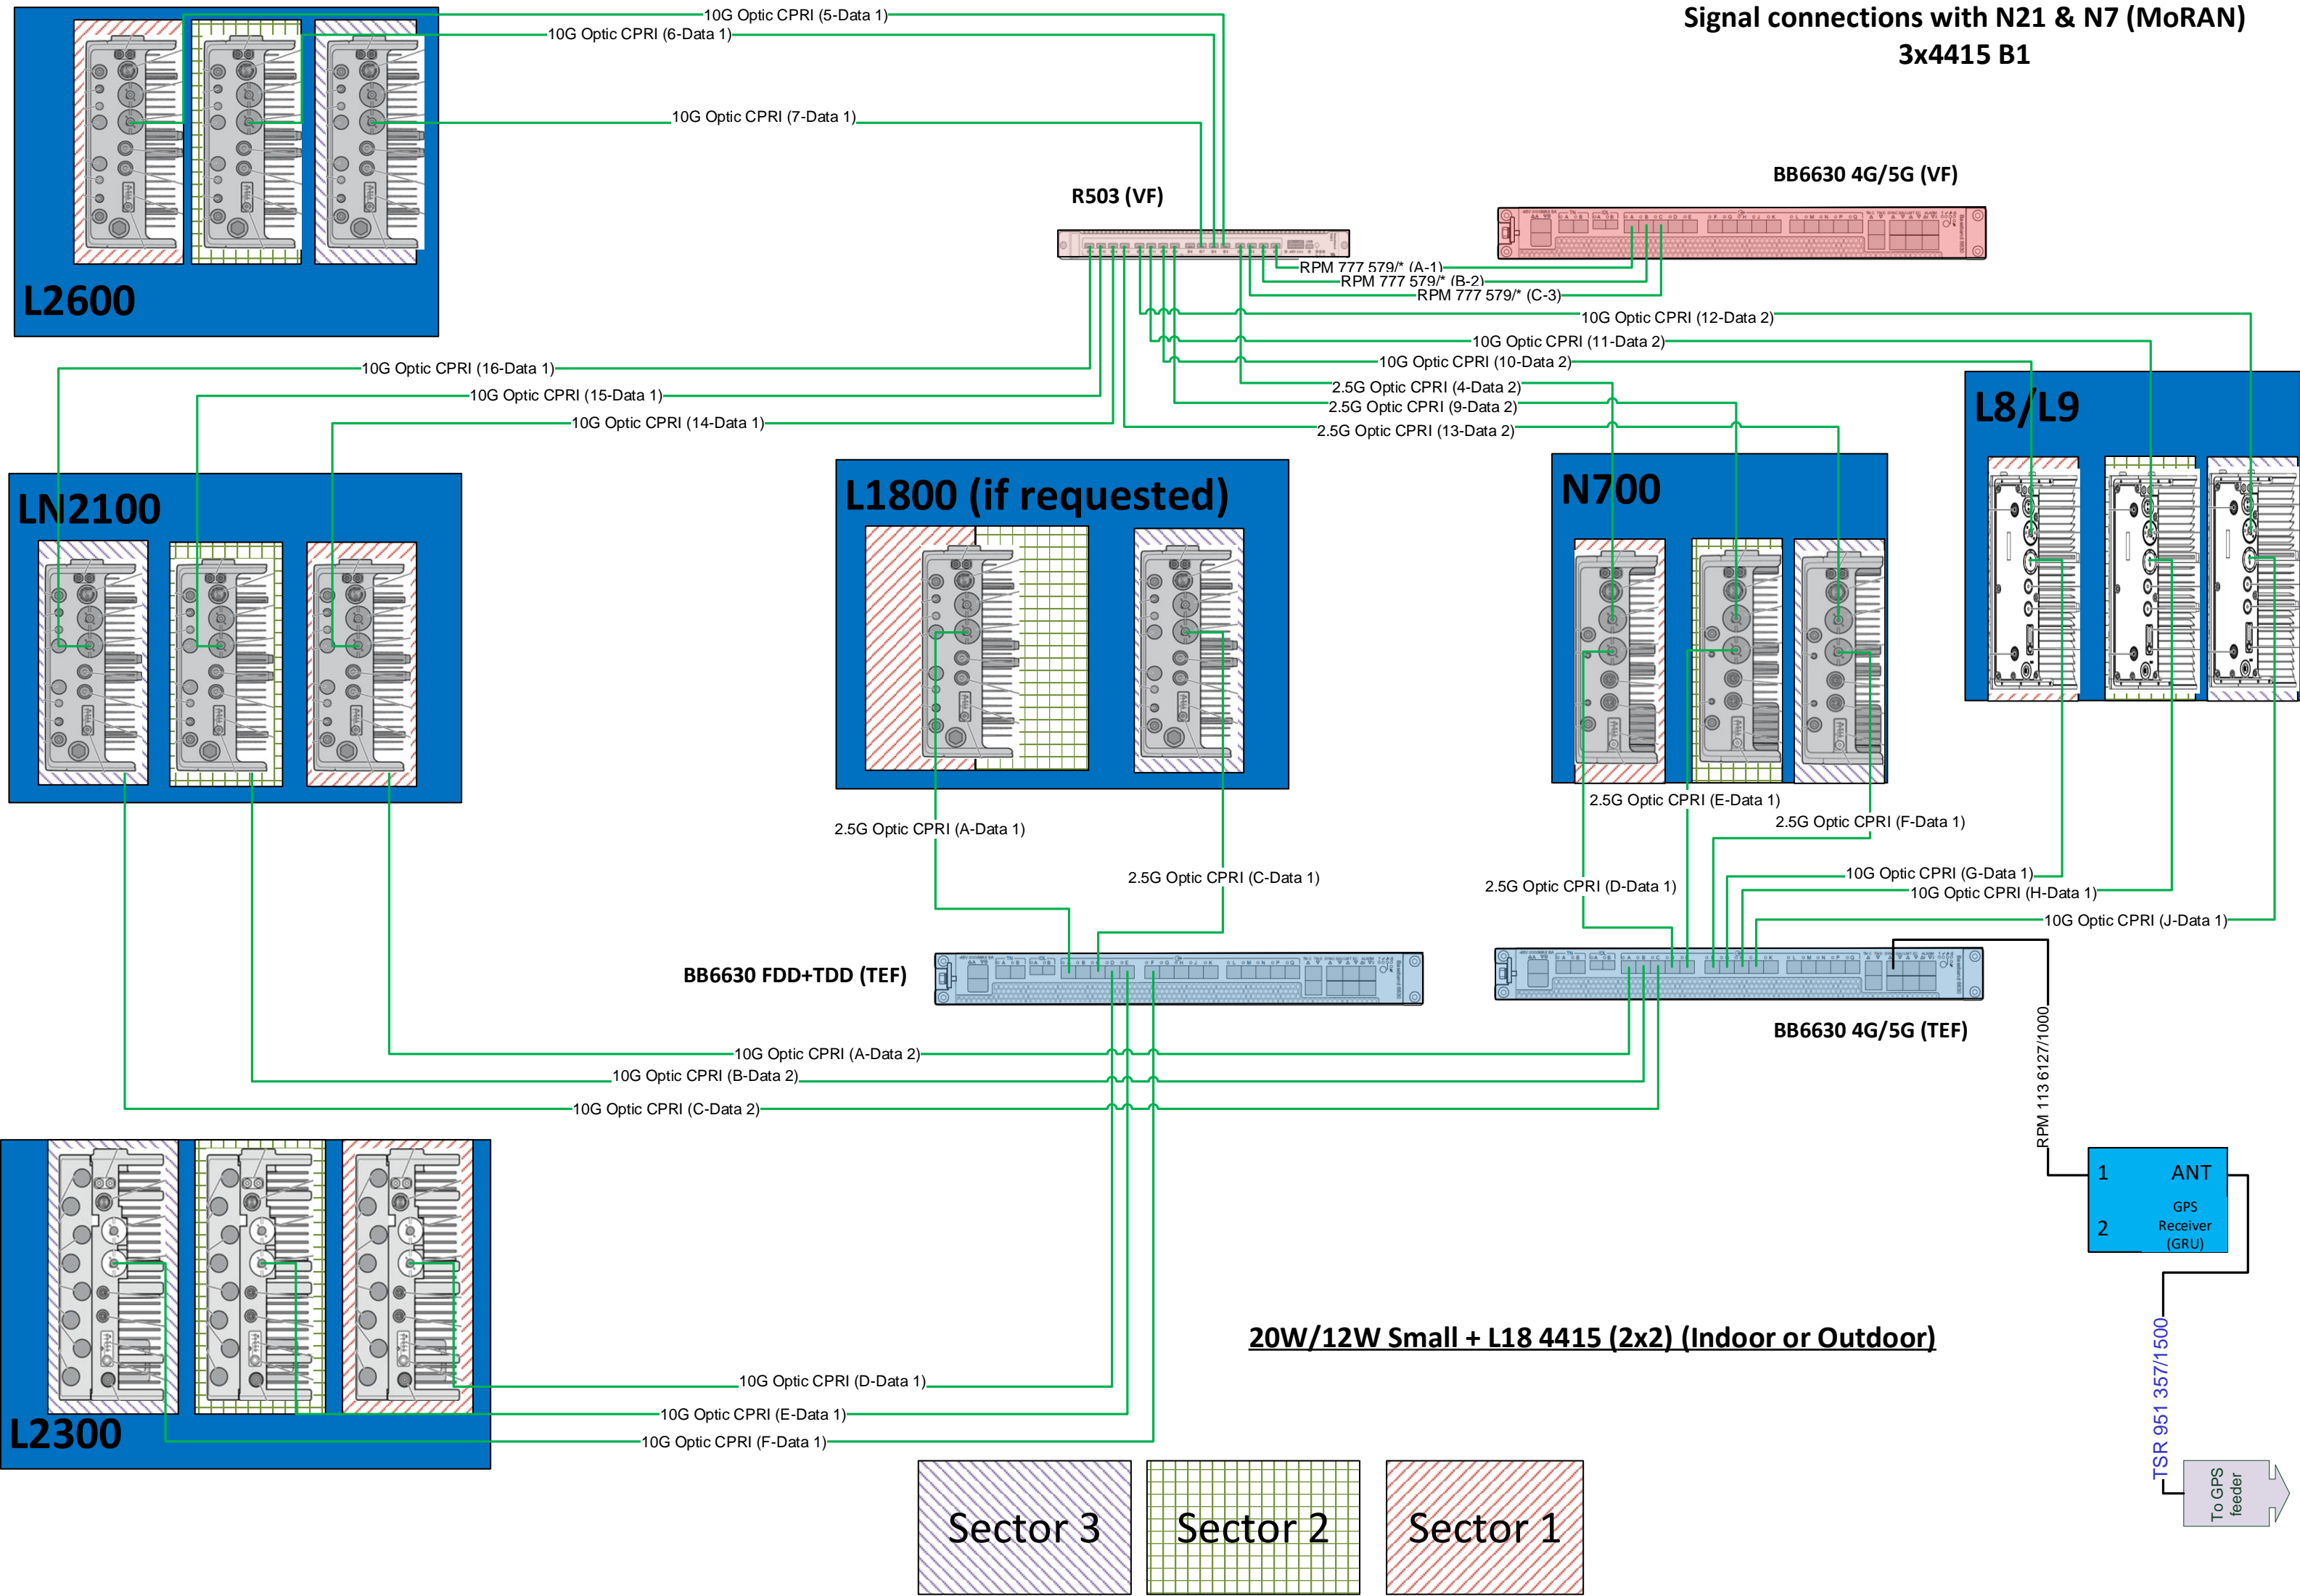 Signal connections with N21 & N7 (MoRAN)
3x4415 B1
10G Optic CPRI (5-Data 1)
10G Optic CPRI (6-Data 1)
10G Optic CPRI (7-Data 1)
L2600
R503 (VF)
BB6630 4G/5G (VF)
RPM 777 579/* (A-1)
RPM 777 579/* (B-2)
RPM 777 579/* (C-3)
10G Optic CPRI (12-Data 2)
10G Optic CPRI (11-Data 2)
10G Optic CPRI (10-Data 2)
2.5G Optic CPRI (4-Data 2)
2.5G Optic CPRI (9-Data 2)
2.5G Optic CPRI (13-Data 2)
10G Optic CPRI (16-Data 1)
10G Optic CPRI (15-Data 1)
10G Optic CPRI (14-Data 1)
L8/L9
LN2100
L1800 (if requested)
N700
2.5G Optic CPRI (A-Data 1)
2.5G Optic CPRI (C-Data 1)
2.5G Optic CPRI (E-Data 1)
2.5G Optic CPRI (F-Data 1)
2.5G Optic CPRI (D-Data 1)
10G Optic CPRI (G-Data 1)
10G Optic CPRI (H-Data 1)
10G Optic CPRI (J-Data 1)
BB6630 FDD+TDD (TEF)
BB6630 4G/5G (TEF)
10G Optic CPRI (A-Data 2)
10G Optic CPRI (B-Data 2)
10G Optic CPRI (C-Data 2)
RPM 113 6127/1000
1 ANT
2
GPS
Receiver
(GRU)
TSR 951 357/1500
To GPS
feeder
20W/12W Small + L18 4415 (2x2) (Indoor or Outdoor)
10G Optic CPRI (D-Data 1)
10G Optic CPRI (E-Data 1)
10G Optic CPRI (F-Data 1)
L2300
Sector 3
Sector 2
Sector 1